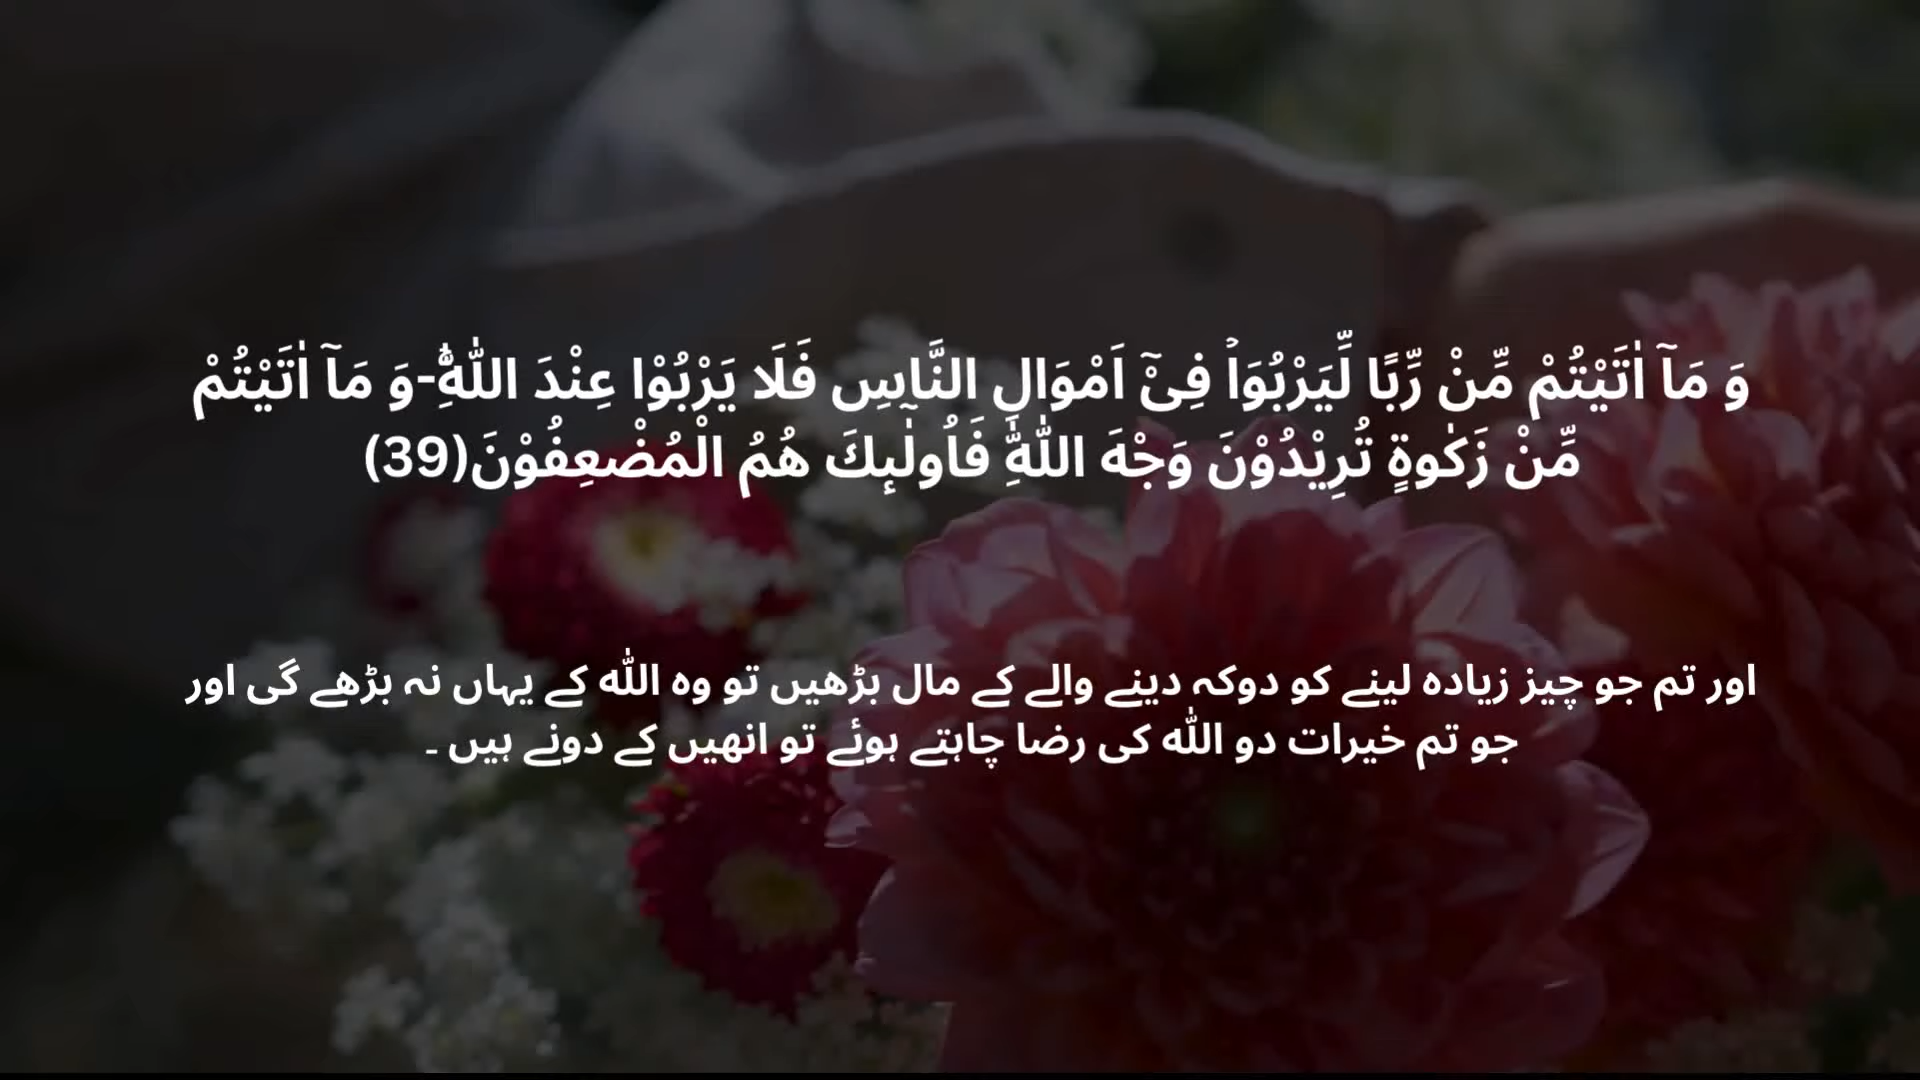 وَ مَاۤ اٰتَیْتُمْ مِّنْ رِّبًا لِّیَرْبُوَاۡ فِیْۤ اَمْوَالِ النَّاسِ فَلَا یَرْبُوْا عِنْدَ اللّٰهِۚ-وَ مَاۤ اٰتَیْتُمْ
مِّنْ زَكٰوةٍ تُرِیْدُوْنَ وَجْهَ اللّٰهِ فَاُولٰٓىٕكَ هُمُ الْمُضْعِفُوْنَ(39)
اور تم جو چیز زیادہ لینے کو دوکہ دینے والے کے مال بڑھیں تو وہ اللّٰہ کے یہاں نہ بڑھے گی اور
جو تم خیرات دو اللّٰہ کی رضا چاہتے ہوئے تو انھیں کے دونے ہیں ۔